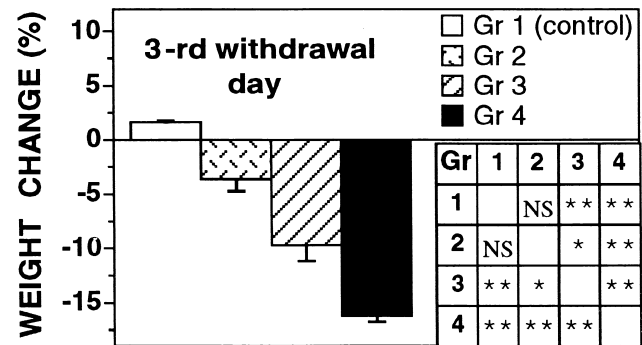 WEIGHT CHANGE (%)
10
5
0
-5
-10
-15
3-rd withdrawal
day
Gr 1 (control)
Gr 2
Gr 3
Gr 4
Gr 1 2 3 4
1 NS ** **
2 NS * **
3 ** * **
4 ** ** **